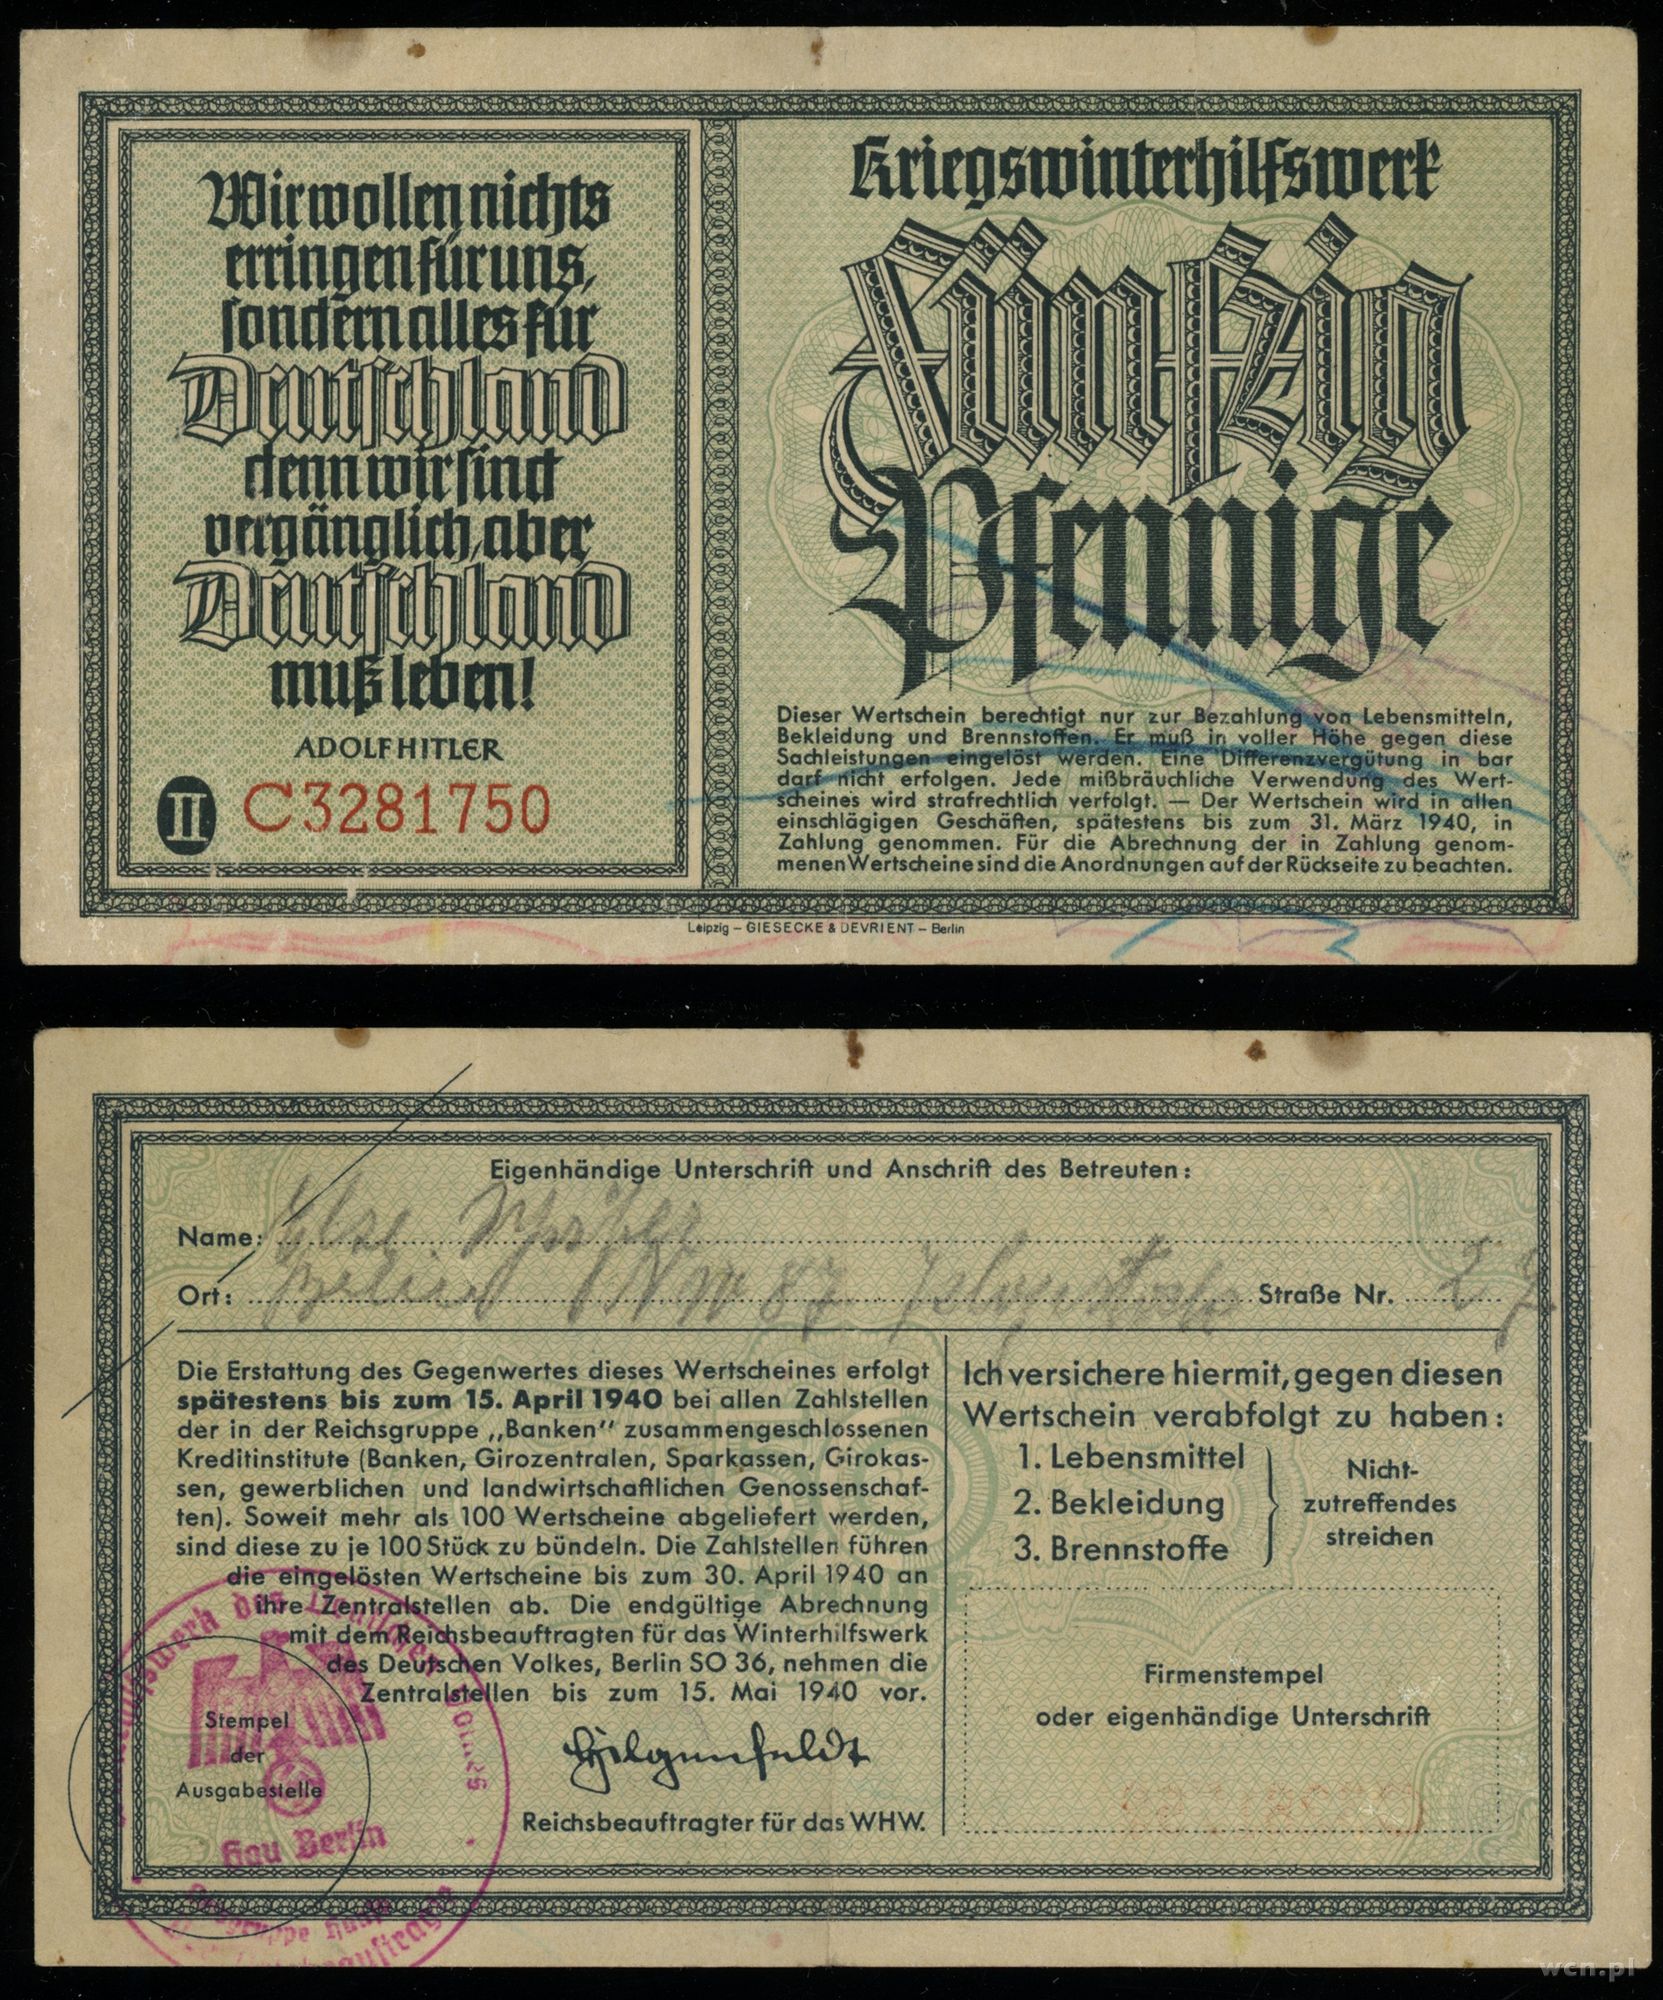 Wir wollen nichts
erringen für uns,
sondern alles für
Deutschland
denn wir sind
vergänglich, aber
Deutschland
muß leben!
ADOLF HITLER
II C3281750
Kriegswinterhilfswerk
Fünfzig
Pfennige
Dieser Wertschein berechtigt nur zur Bezahlung von Lebensmitteln,
Bekleidung und Brennstoffen. Er muß in voller Höhe gegen diese
Sachleistungen eingelöst werden. Eine Differenzvergütung in bar
darf nicht erfolgen. Jede mißbräuchliche Verwendung des Wert-
scheines wird strafrechtlich verfolgt. — Der Wertschein wird in allen
einschlägigen Geschäften, spätestens bis zum 31. März 1940, in
Zahlung genommen. Für die Abrechnung der in Zahlung genom-
menen Wertscheine sind die Anordnungen auf der Rückseite zu beachten.
Leipzig – GIESECKE & DEVRIENT – Berlin
Eigenhändige Unterschrift und Anschrift des Betreuten:
Name: Else
Ort: Berlin NW 87 Straße Nr. 27
Die Erstattung des Gegenwertes dieses Wertscheines erfolgt
spätestens bis zum 15. April 1940 bei allen Zahlstellen
der in der Reichsgruppe „Banken" zusammengeschlossenen
Kreditinstitute (Banken, Girozentralen, Sparkassen, Girokas-
sen, gewerblichen und landwirtschaftlichen Genossenschaf-
ten). Soweit mehr als 100 Wertscheine abgeliefert werden,
sind diese zu je 100 Stück zu bündeln. Die Zahlstellen führen
die eingelösten Wertscheine bis zum 30. April 1940 an
ihre Zentralstellen ab. Die endgültige Abrechnung
mit dem Reichsbeauftragten für das Winterhilfswerk
des Deutschen Volkes, Berlin SO 36, nehmen die
Zentralstellen bis zum 15. Mai 1940 vor.
Stempel
der
Ausgabestelle
Gau Berlin
Hilgenfeldt
Reichsbeauftragter für das WHW.
Ich versichere hiermit, gegen diesen
Wertschein verabfolgt zu haben:
1. Lebensmittel
2. Bekleidung
3. Brennstoffe
Nicht-
zutreffendes
streichen
Firmenstempel
oder eigenhändige Unterschrift
wcn.pl